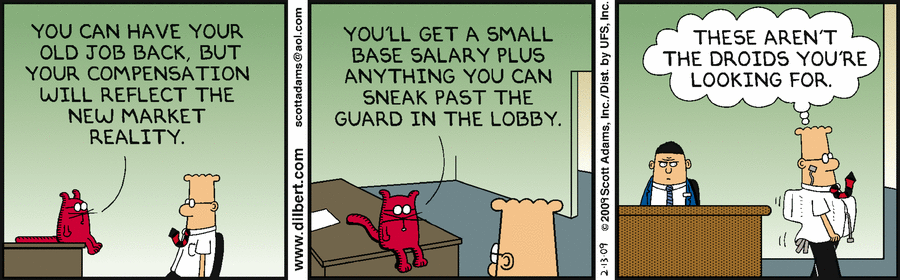 YOU CAN HAVE YOUR
OLD JOB BACK, BUT
YOUR COMPENSATION
WILL REFLECT THE
NEW MARKET
REALITY.
www.dilbert.com
scottadams@aol.com
YOU'LL GET A SMALL
BASE SALARY PLUS
ANYTHING YOU CAN
SNEAK PAST THE
GUARD IN THE LOBBY.
2-13-09 ©2009 Scott Adams, Inc./Dist. by UFS, Inc.
THESE AREN'T
THE DROIDS YOU'RE
LOOKING FOR.